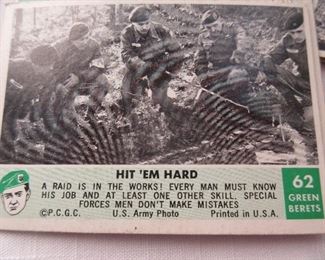 HIT 'EM HARD
A RAID IS IN THE WORKS! EVERY MAN MUST KNOW
HIS JOB AND AT LEAST ONE OTHER SKILL. SPECIAL
FORCES MEN DON'T MAKE MISTAKES
©P.C.G.C. U.S. Army Photo Printed in U.S.A.
62
GREEN
BERETS